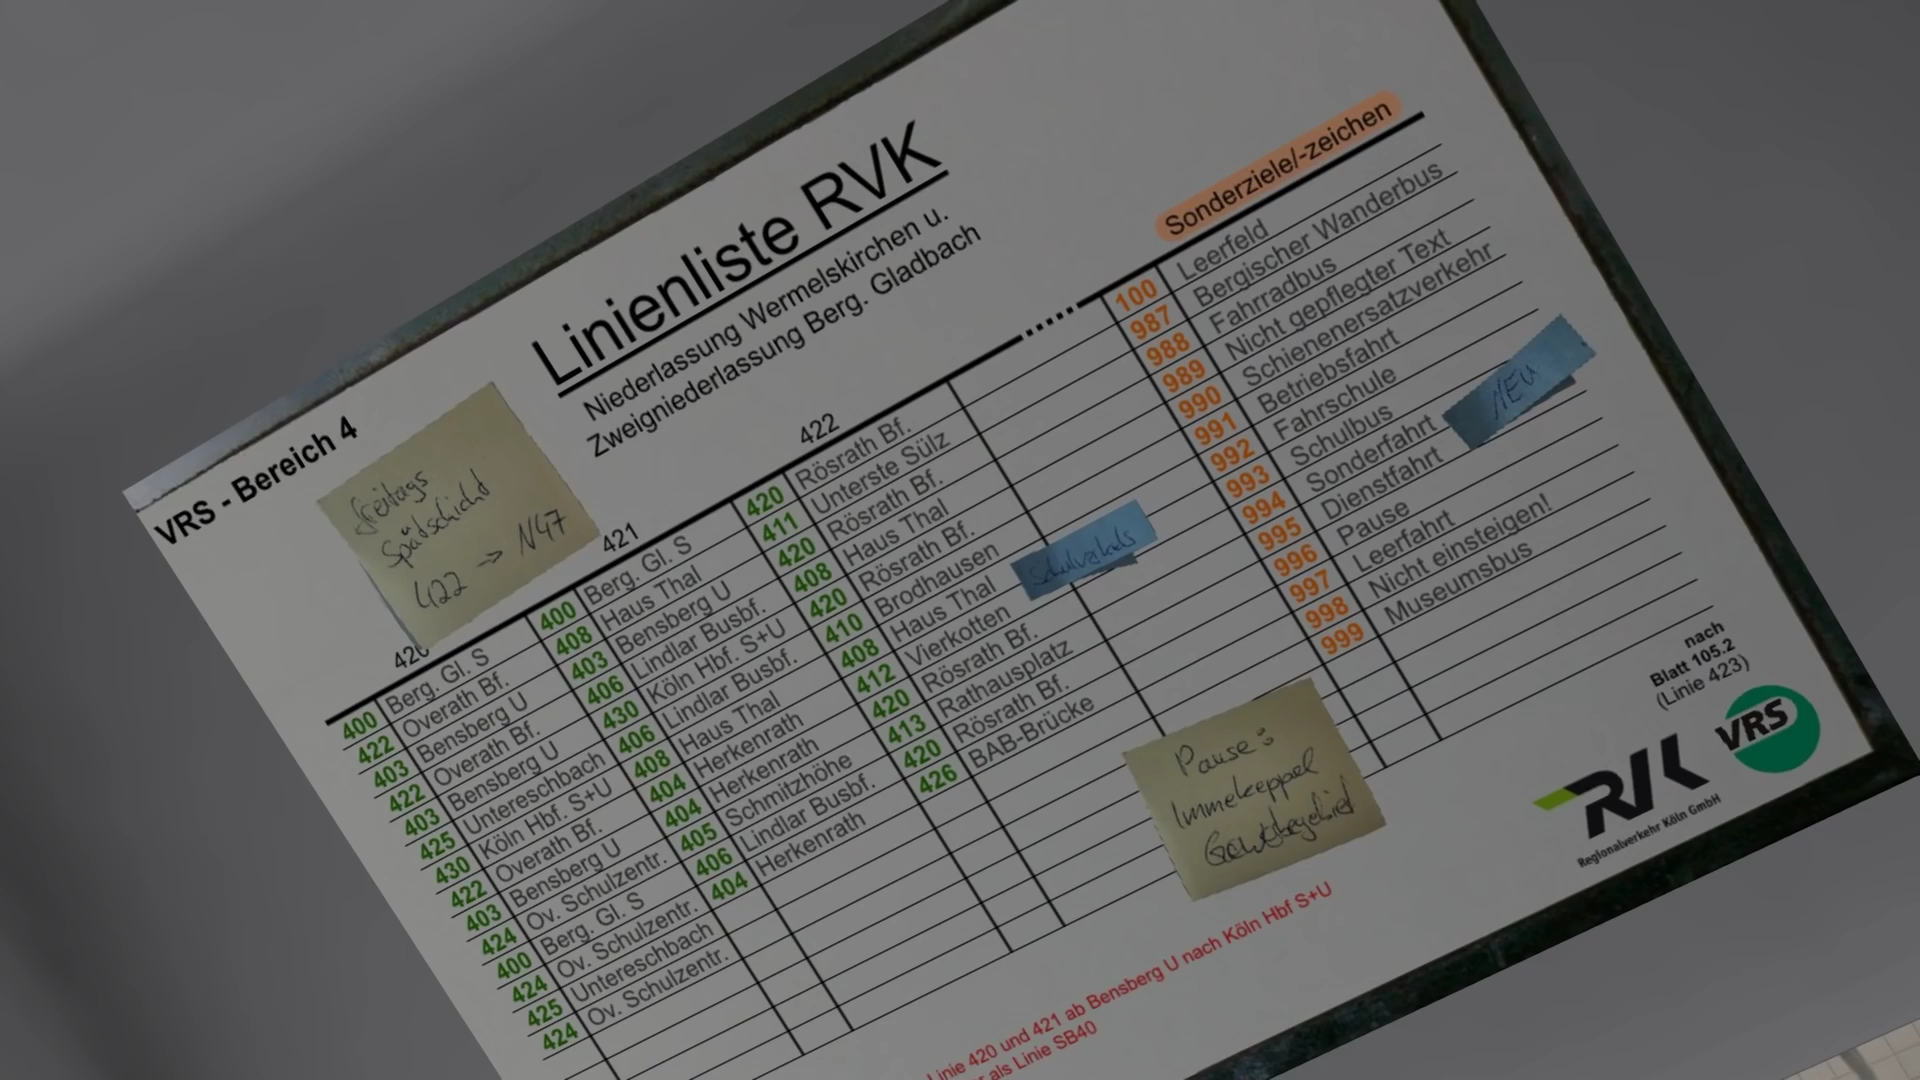 VRS - Bereich 4
Freitags
Spätschicht
422 -> N47
Linienliste RVK
Niederlassung Wermelskirchen u.
Zweigniederlassung Berg. Gladbach
420
400 Berg. Gl. S
422 Overath Bf.
403 Bensberg U
422 Overath Bf.
403 Bensberg U
425 Untereschbach
430 Köln Hbf. S+U
422 Overath Bf.
403 Bensberg U
424 Ov. Schulzentr.
400 Berg. Gl. S
424 Ov. Schulzentr.
425 Untereschbach
424 Ov. Schulzentr.
421
400 Berg. Gl. S
408 Haus Thal
403 Bensberg U
406 Lindlar Busbf.
430 Köln Hbf. S+U
406 Lindlar Busbf.
408 Haus Thal
404 Herkenrath
404 Herkenrath
405 Schmitzhöhe
406 Lindlar Busbf.
404 Herkenrath
422
420 Rösrath Bf.
411 Unterste Sülz
420 Rösrath Bf.
408 Haus Thal
420 Rösrath Bf.
410 Brodhausen
408 Haus Thal
412 Vierkotten
420 Rösrath Bf.
413 Rathausplatz
420 Rösrath Bf.
426 BAB-Brücke
Sonderziele/-zeichen
100 Leerfeld
987 Bergischer Wanderbus
988 Fahrradbus
989 Nicht gepflegter Text
990 Schienenersatzverkehr
991 Betriebsfahrt
992 Fahrschule
993 Schulbus
994 Sonderfahrt
NEU
995 Dienstfahrt
996 Pause
997 Leerfahrt
998 Nicht einsteigen!
999 Museumsbus
Pause:
Immekeppel
nach
Blatt 105.2
(Linie 423)
RVK
Regionalverkehr Köln GmbH
VRS
Linie 420 und 421 ab Bensberg U nach Köln Hbf S+U
als Linie SB40